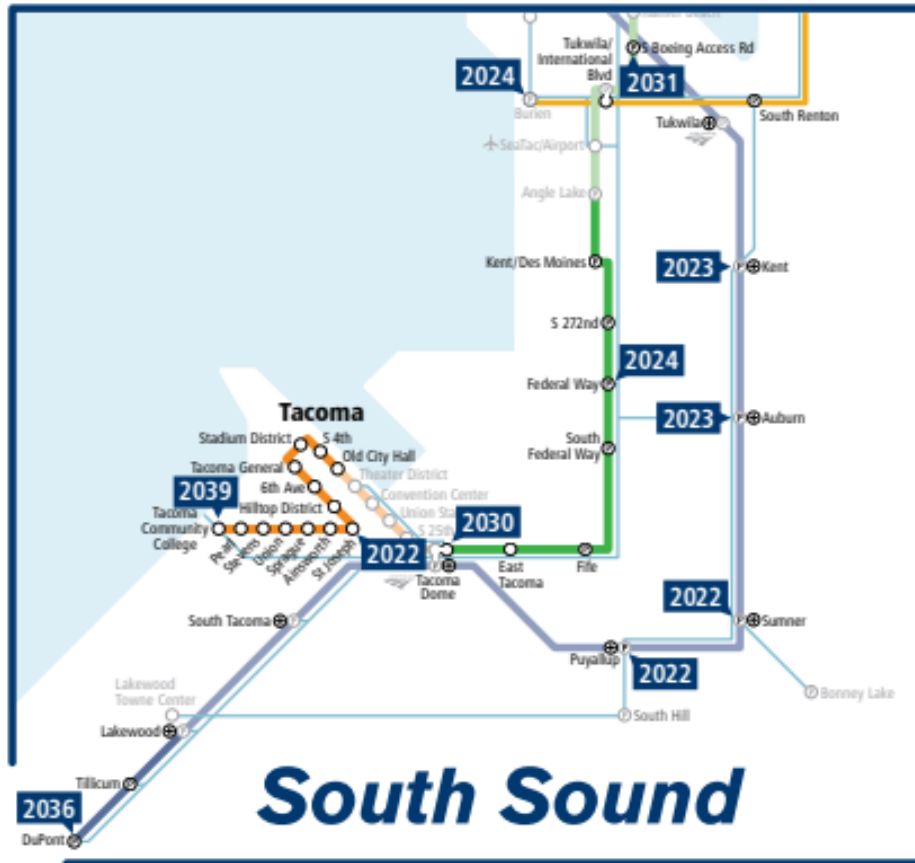 Tukwila/
International
Blvd
S Boeing Access Rd
2024
2031
Burien
Tukwila
South Renton
SeaTac/Airport
Angle Lake
Kent/Des Moines
2023
Kent
S 272nd
2024
Federal Way
2023
Auburn
Tacoma
Stadium District
S 4th
Old City Hall
South
Federal Way
Tacoma General
Theater District
6th Ave
Convention Center
2039
Hilltop District
Union Sta
S 25th
2030
Tacoma
Community
College
Pearl
Stevens
Union
Sprague
Ainsworth
St Joseph
2022
Tacoma
Dome
East
Tacoma
Fife
2022
South Tacoma
Sumner
Puyallup
2022
Lakewood
Towne Center
Bonney Lake
South Hill
Lakewood
Tillicum
South Sound
2036
DuPont